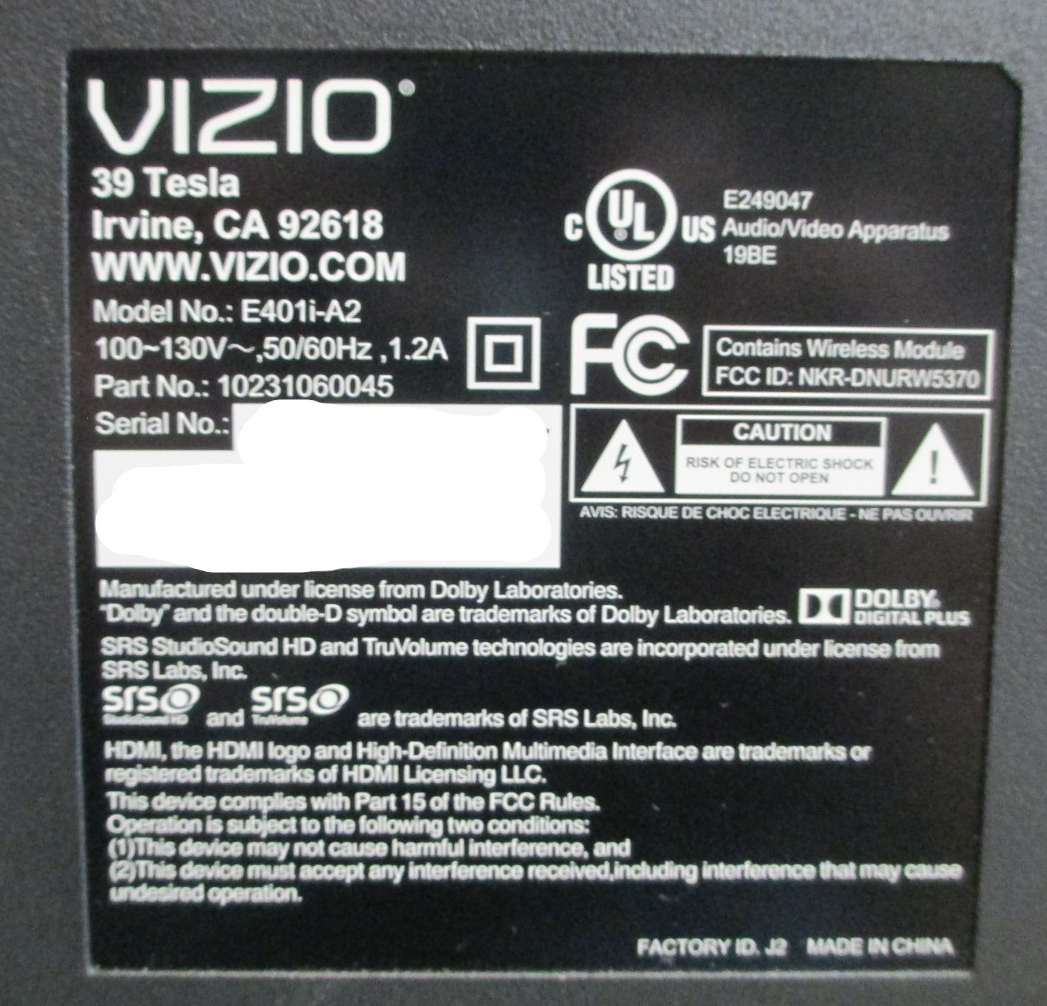 VIZIO®
39 Tesla
Irvine, CA 92618
WWW.VIZIO.COM
Model No.: E401i-A2
100~130V~,50/60Hz ,1.2A
Part No.: 10231060045
Serial No.:
C UL® US
LISTED
E249047
Audio/Video Apparatus
19BE
FC
Contains Wireless Module
FCC ID: NKR-DNURW5370
CAUTION
RISK OF ELECTRIC SHOCK
DO NOT OPEN
!
AVIS: RISQUE DE CHOC ELECTRIQUE - NE PAS OUVRIR
Manufactured under license from Dolby Laboratories.
"Dolby" and the double-D symbol are trademarks of Dolby Laboratories.
DOLBY®
DIGITAL PLUS
SRS StudioSound HD and TruVolume technologies are incorporated under license from
SRS Labs, Inc.
SRS StudioSound HD and SRS TruVolume are trademarks of SRS Labs, Inc.
HDMI, the HDMI logo and High-Definition Multimedia Interface are trademarks or
registered trademarks of HDMI Licensing LLC.
This device complies with Part 15 of the FCC Rules.
Operation is subject to the following two conditions:
(1)This device may not cause harmful interference, and
(2)This device must accept any interference received,including interference that may cause
undesired operation.
FACTORY ID. J2 MADE IN CHINA